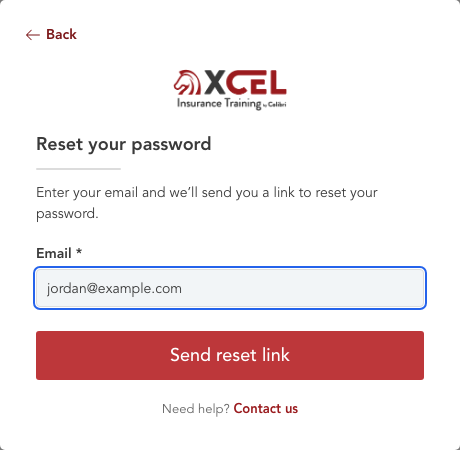 ← Back
XCEL
Insurance Training by Colibri
Reset your password
Enter your email and we’ll send you a link to reset your
password.
Email *
jordan@example.com
Send reset link
Need help? Contact us